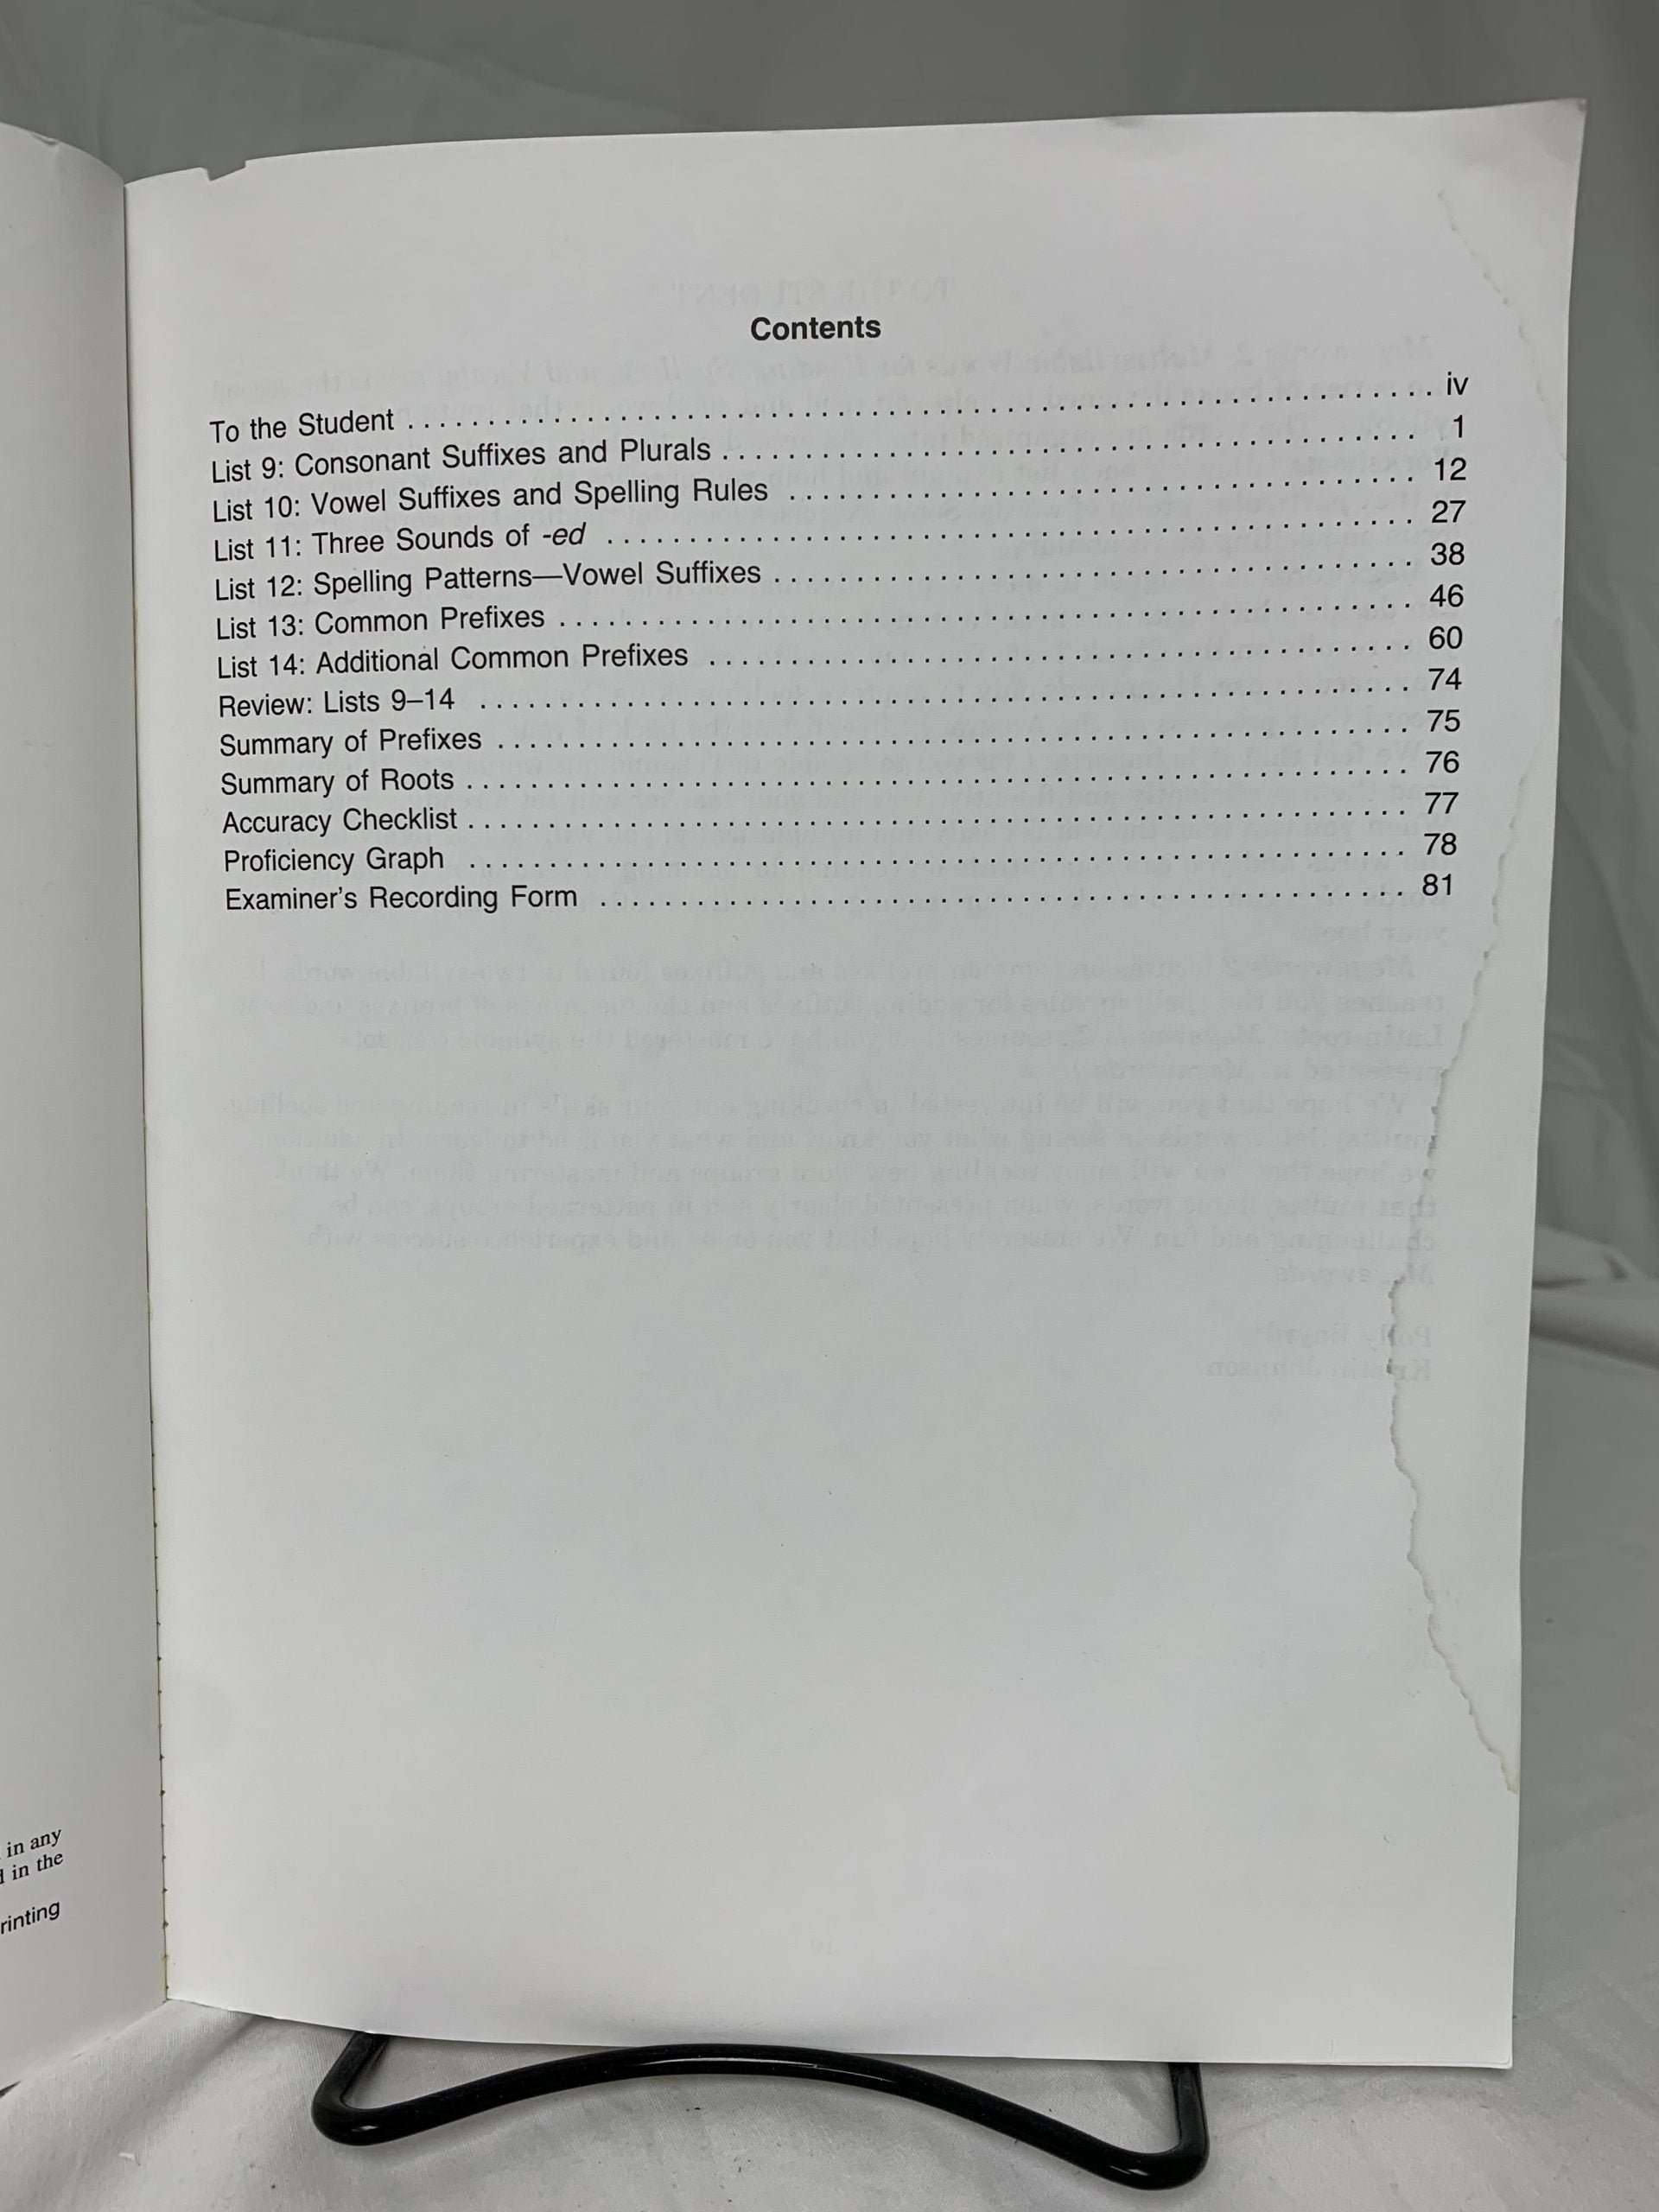 Contents
To the Student . . . . . . . . . . . . . . . . . . . . iv
List 9: Consonant Suffixes and Plurals . . . . . . . . . . . . . . . . . . . . 1
List 10: Vowel Suffixes and Spelling Rules . . . . . . . . . . . . . . . . . . . . 12
List 11: Three Sounds of -ed . . . . . . . . . . . . . . . . . . . . 27
List 12: Spelling Patterns—Vowel Suffixes . . . . . . . . . . . . . . . . . . . . 38
List 13: Common Prefixes . . . . . . . . . . . . . . . . . . . . 46
List 14: Additional Common Prefixes . . . . . . . . . . . . . . . . . . . . 60
Review: Lists 9–14 . . . . . . . . . . . . . . . . . . . . 74
Summary of Prefixes . . . . . . . . . . . . . . . . . . . . 75
Summary of Roots . . . . . . . . . . . . . . . . . . . . 76
Accuracy Checklist . . . . . . . . . . . . . . . . . . . . 77
Proficiency Graph . . . . . . . . . . . . . . . . . . . . 78
Examiner's Recording Form . . . . . . . . . . . . . . . . . . . . 81
in any
in the
rinting